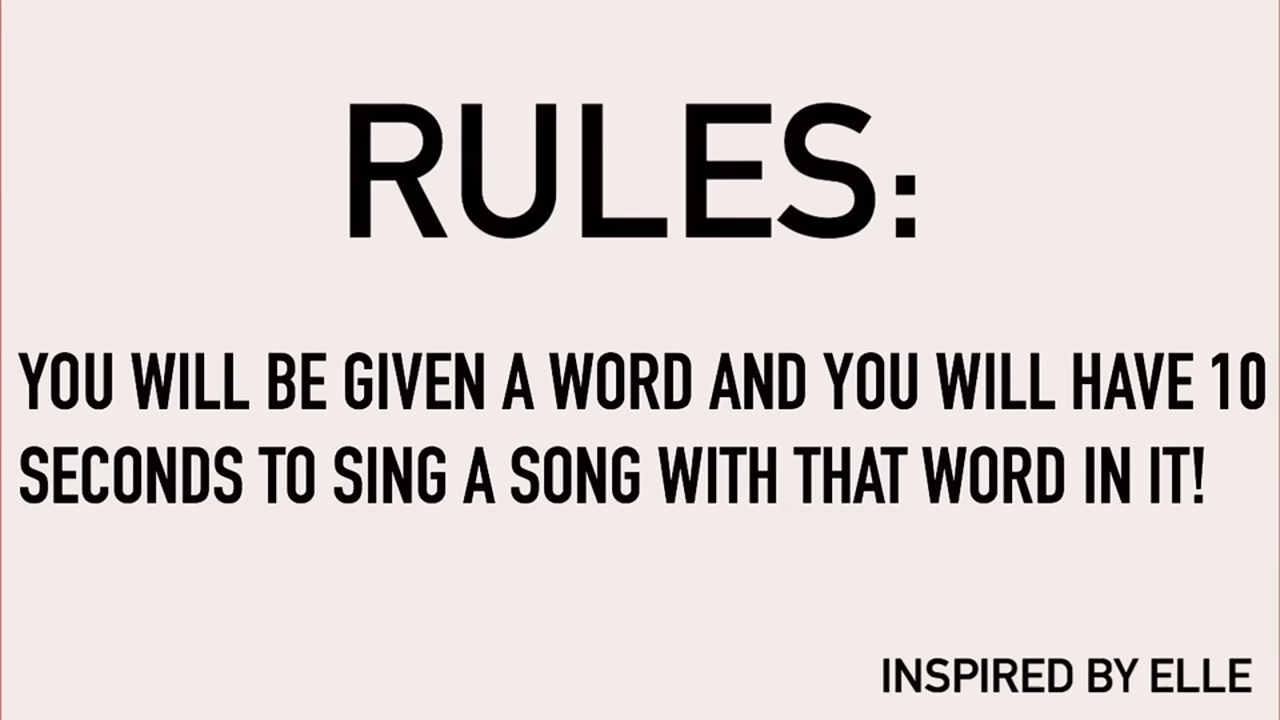 RULES:
YOU WILL BE GIVEN A WORD AND YOU WILL HAVE 10
SECONDS TO SING A SONG WITH THAT WORD IN IT!
INSPIRED BY ELLE